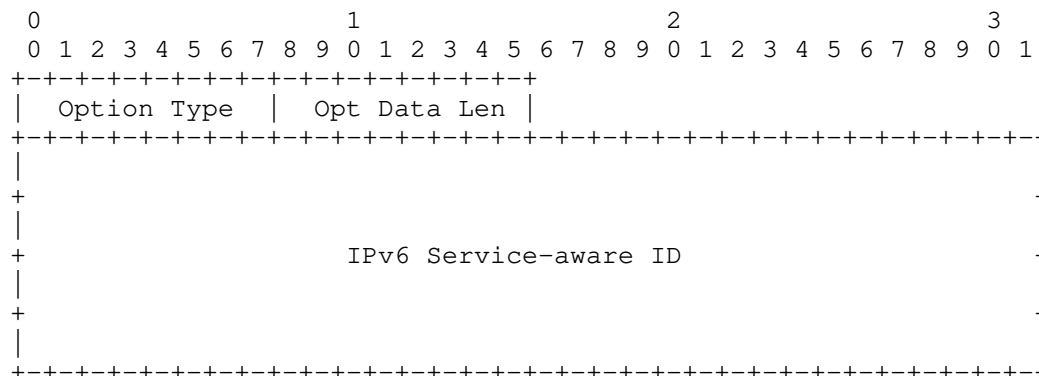 0                   1                   2                   3
 0 1 2 3 4 5 6 7 8 9 0 1 2 3 4 5 6 7 8 9 0 1 2 3 4 5 6 7 8 9 0 1
+-+-+-+-+-+-+-+-+-+-+-+-+-+-+-+-+
|  Option Type  |  Opt Data Len |
+-+-+-+-+-+-+-+-+-+-+-+-+-+-+-+-+-+-+-+-+-+-+-+-+-+-+-+-+-+-+-+-+-
|
+                                                               -
|
+                    IPv6 Service-aware ID                      -
|
+                                                               -
|
+-+-+-+-+-+-+-+-+-+-+-+-+-+-+-+-+-+-+-+-+-+-+-+-+-+-+-+-+-+-+-+-+-